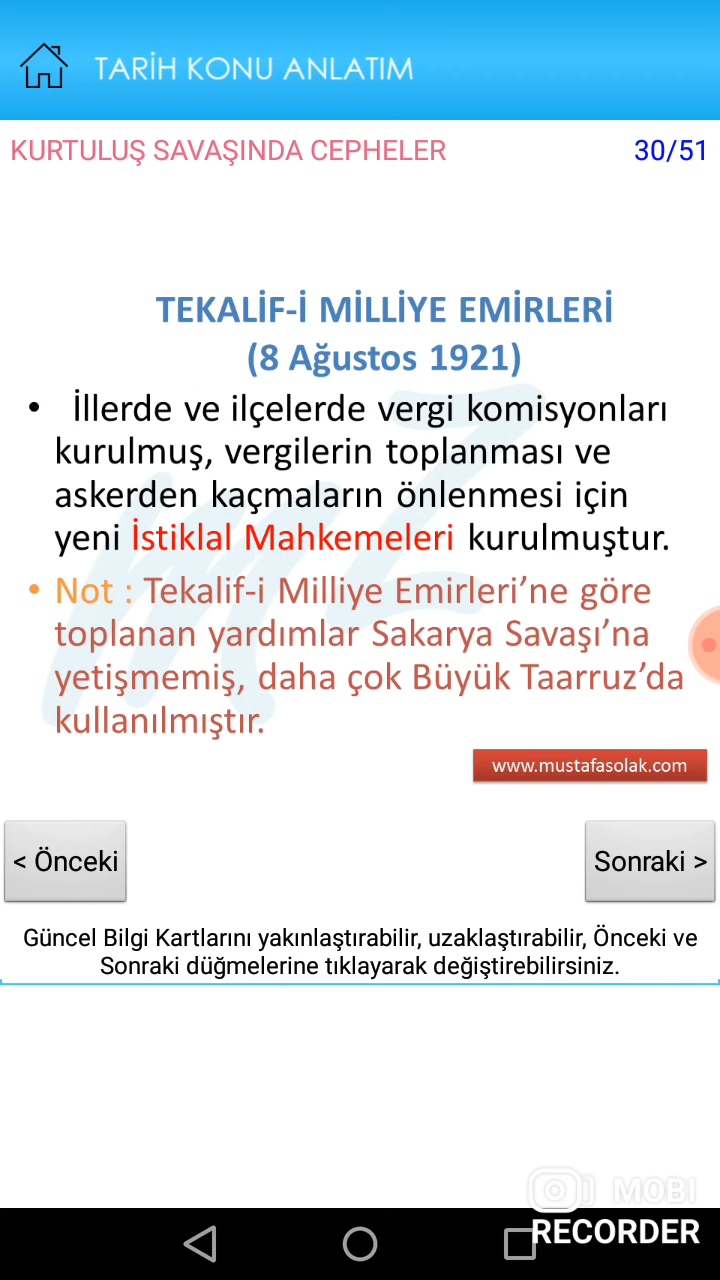 TARİH KONU ANLATIM
KURTULUŞ SAVAŞINDA CEPHELER
30/51
TEKALİF-İ MİLLİYE EMİRLERİ
(8 Ağustos 1921)
• İllerde ve ilçelerde vergi komisyonları
kurulmuş, vergilerin toplanması ve
askerden kaçmaların önlenmesi için
yeni İstiklal Mahkemeleri kurulmuştur.
• Not : Tekalif-i Milliye Emirleri’ne göre
toplanan yardımlar Sakarya Savaşı’na
yetişmemiş, daha çok Büyük Taarruz’da
kullanılmıştır.
www.mustafasolak.com
< Önceki
Sonraki >
Güncel Bilgi Kartlarını yakınlaştırabilir, uzaklaştırabilir, Önceki ve
Sonraki düğmelerine tıklayarak değiştirebilirsiniz.
MOBI
RECORDER